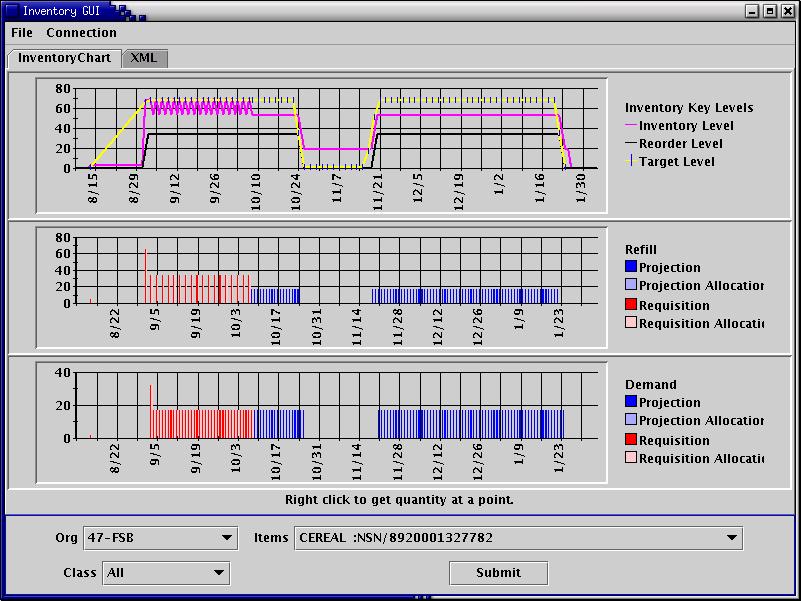 Inventory GUI
File Connection
InventoryChart XML
80
60
40
20
0
8/15 8/29 9/12 9/26 10/10 10/24 11/7 11/21 12/5 12/19 1/2 1/16 1/30
Inventory Key Levels
Inventory Level
Reorder Level
Target Level
80
60
40
20
0
8/22 9/5 9/19 10/3 10/17 10/31 11/14 11/28 12/12 12/26 1/9 1/23
Refill
Projection
Projection Allocation
Requisition
Requisition Allocati
40
20
0
8/22 9/5 9/19 10/3 10/17 10/31 11/14 11/28 12/12 12/26 1/9 1/23
Demand
Projection
Projection Allocation
Requisition
Requisition Allocati
Right click to get quantity at a point.
Org 47-FSB Items CEREAL :NSN/8920001327782
Class All Submit